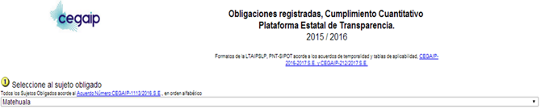 cegaip
Obligaciones registradas, Cumplimiento Cuantitativo
Plataforma Estatal de Transparencia.
2015 / 2016
Formatos de la LTAIPSLP, PNT-SIPOT acorde a los acuerdos de temporalidad y tablas de aplicabilidad, CEGAIP-
2016-2017 S.E. y CEGAIP-212/2017 S.E.
1 Seleccione al sujeto obligado
Todos los Sujetos Obligados acorde al Acuerdo Número CEGAIP-1113/2016 S.E., en orden alfabético
Matehuala